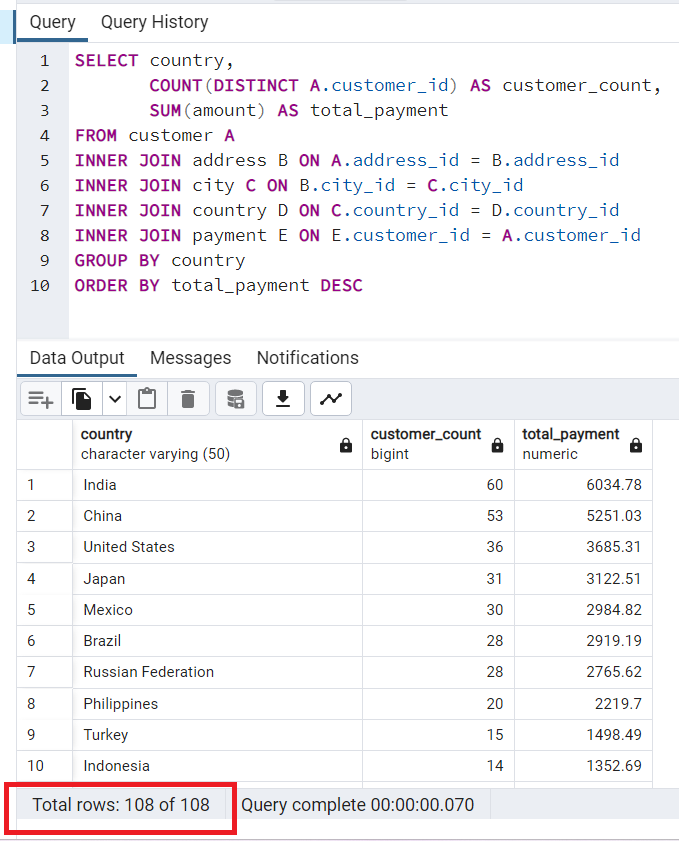 Query Query History
1 SELECT country,
2 COUNT(DISTINCT A.customer_id) AS customer_count,
3 SUM(amount) AS total_payment
4 FROM customer A
5 INNER JOIN address B ON A.address_id = B.address_id
6 INNER JOIN city C ON B.city_id = C.city_id
7 INNER JOIN country D ON C.country_id = D.country_id
8 INNER JOIN payment E ON E.customer_id = A.customer_id
9 GROUP BY country
10 ORDER BY total_payment DESC
Data Output Messages Notifications
country customer_count total_payment
character varying (50) bigint numeric
1 India 60 6034.78
2 China 53 5251.03
3 United States 36 3685.31
4 Japan 31 3122.51
5 Mexico 30 2984.82
6 Brazil 28 2919.19
7 Russian Federation 28 2765.62
8 Philippines 20 2219.7
9 Turkey 15 1498.49
10 Indonesia 14 1352.69
Total rows: 108 of 108 Query complete 00:00:00.070